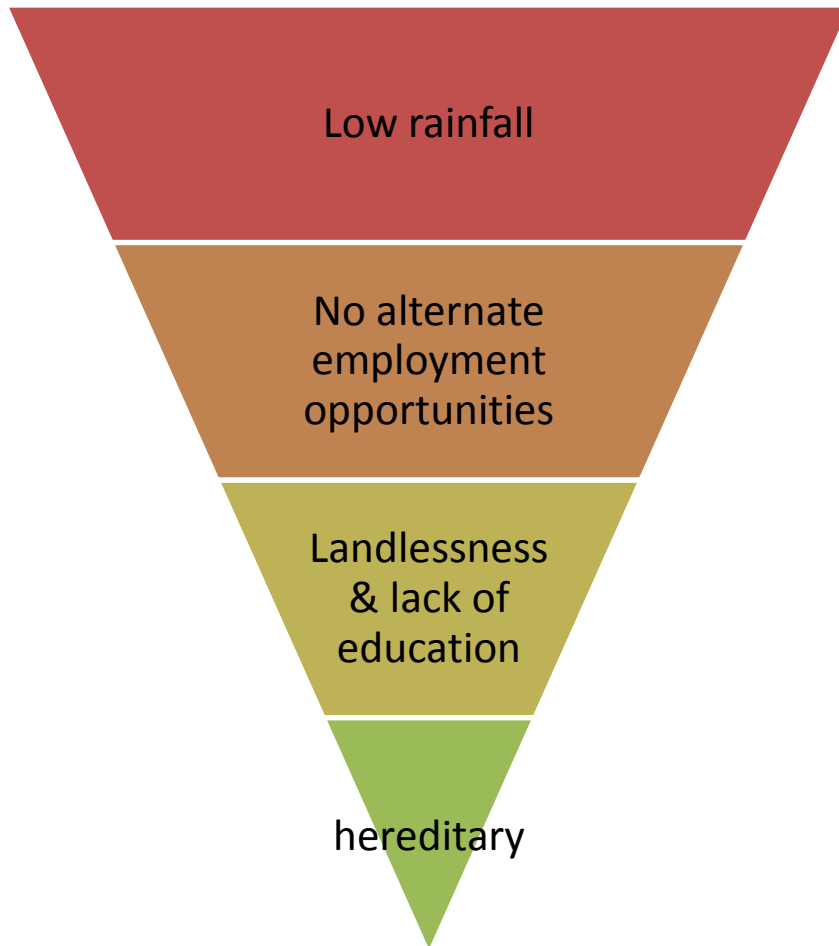 Low rainfall
No alternate
employment
opportunities
Landlessness
& lack of
education
hereditary